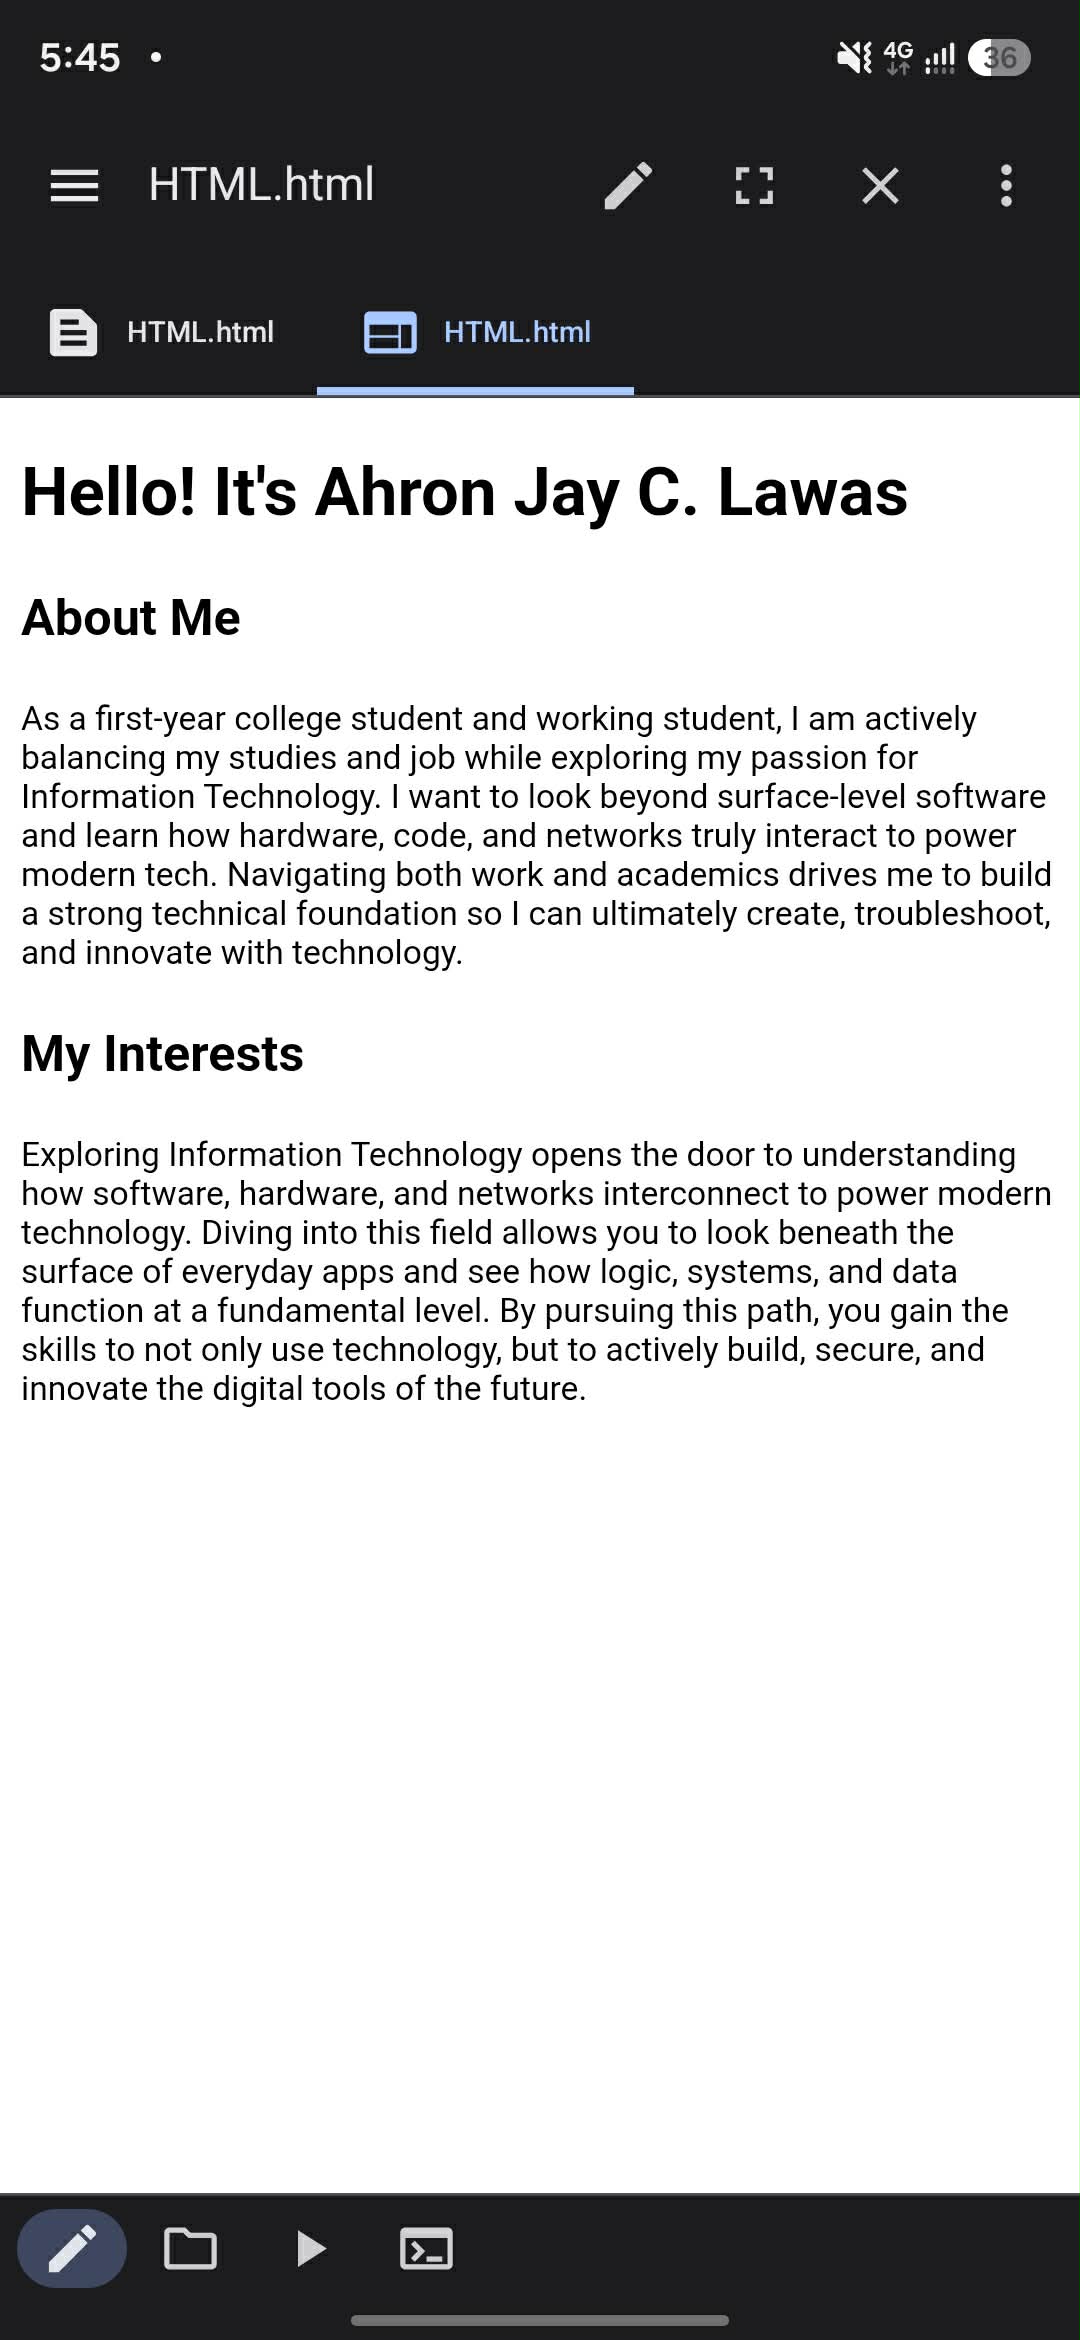 5:45
4G
36
HTML.html
HTML.html
HTML.html
Hello! It's Ahron Jay C. Lawas
About Me
As a first-year college student and working student, I am actively
balancing my studies and job while exploring my passion for
Information Technology. I want to look beyond surface-level software
and learn how hardware, code, and networks truly interact to power
modern tech. Navigating both work and academics drives me to build
a strong technical foundation so I can ultimately create, troubleshoot,
and innovate with technology.
My Interests
Exploring Information Technology opens the door to understanding
how software, hardware, and networks interconnect to power modern
technology. Diving into this field allows you to look beneath the
surface of everyday apps and see how logic, systems, and data
function at a fundamental level. By pursuing this path, you gain the
skills to not only use technology, but to actively build, secure, and
innovate the digital tools of the future.